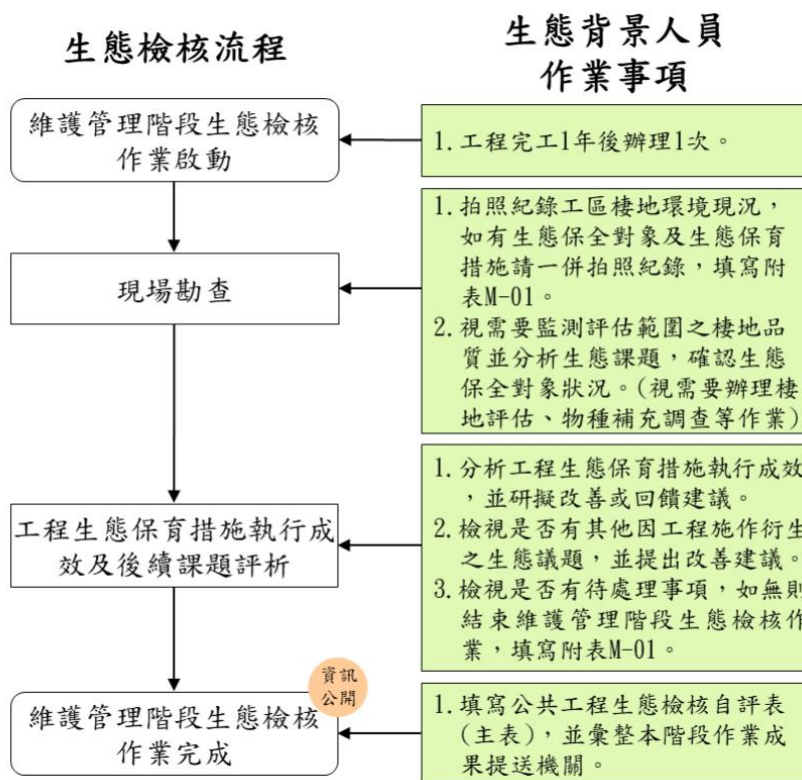 生態檢核流程
生態背景人員
作業事項
維護管理階段生態檢核
作業啟動
1.工程完工1年後辦理1次。
現場勘查
1.拍照紀錄工區棲地環境現況,
如有生態保全對象及生態保育
措施請一併拍照紀錄,填寫附
表M-01。
2.視需要監測評估範圍之棲地品
質並分析生態課題,確認生態
保全對象狀況。(視需要辦理棲
地評估、物種補充調查等作業)
工程生態保育措施執行成
效及後續課題評析
1.分析工程生態保育措施執行成效
,並研擬改善或回饋建議。
2.檢視是否有其他因工程施作衍生
之生態議題,並提出改善建議。
3.檢視是否有待處理事項,如無則
結束維護管理階段生態檢核作
業,填寫附表M-01。
資訊
公開
維護管理階段生態檢核
作業完成
1.填寫公共工程生態檢核自評表
(主表),並彙整本階段作業成
果提送機關。